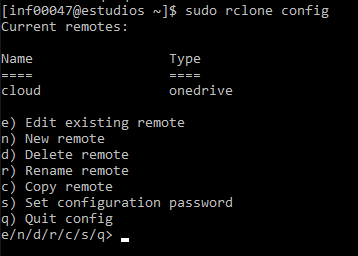 [inf00047@estudios ~]$ sudo rclone config
Current remotes:
Name                 Type
====                 ====
cloud                onedrive
e) Edit existing remote
n) New remote
d) Delete remote
r) Rename remote
c) Copy remote
s) Set configuration password
q) Quit config
e/n/d/r/c/s/q>